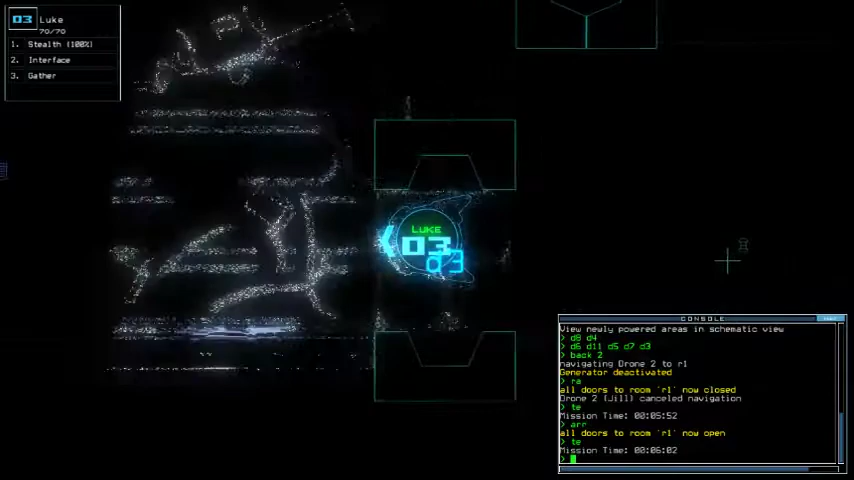 03 Luke
70/70
1. Stealth (100%)
2. Interface
3. Gather
Luke
03
d3
CONSOLE
View newly powered areas in schematic view
> d8 d4
> d6 d11 d5 d7 d3
> back 2
navigating Drone 2 to r1
Generator deactivated
> ra
all doors to room 'r1' now closed
Drone 2 (Jill) canceled navigation
> te
Mission Time: 00:05:52
> arr
all doors to room 'r1' now open
> te
Mission Time: 00:06:02
>